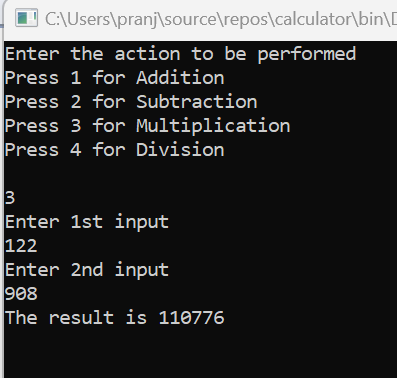 C:\Users\pranj\source\repos\calculator\bin\D
Enter the action to be performed
Press 1 for Addition
Press 2 for Subtraction
Press 3 for Multiplication
Press 4 for Division
3
Enter 1st input
122
Enter 2nd input
908
The result is 110776